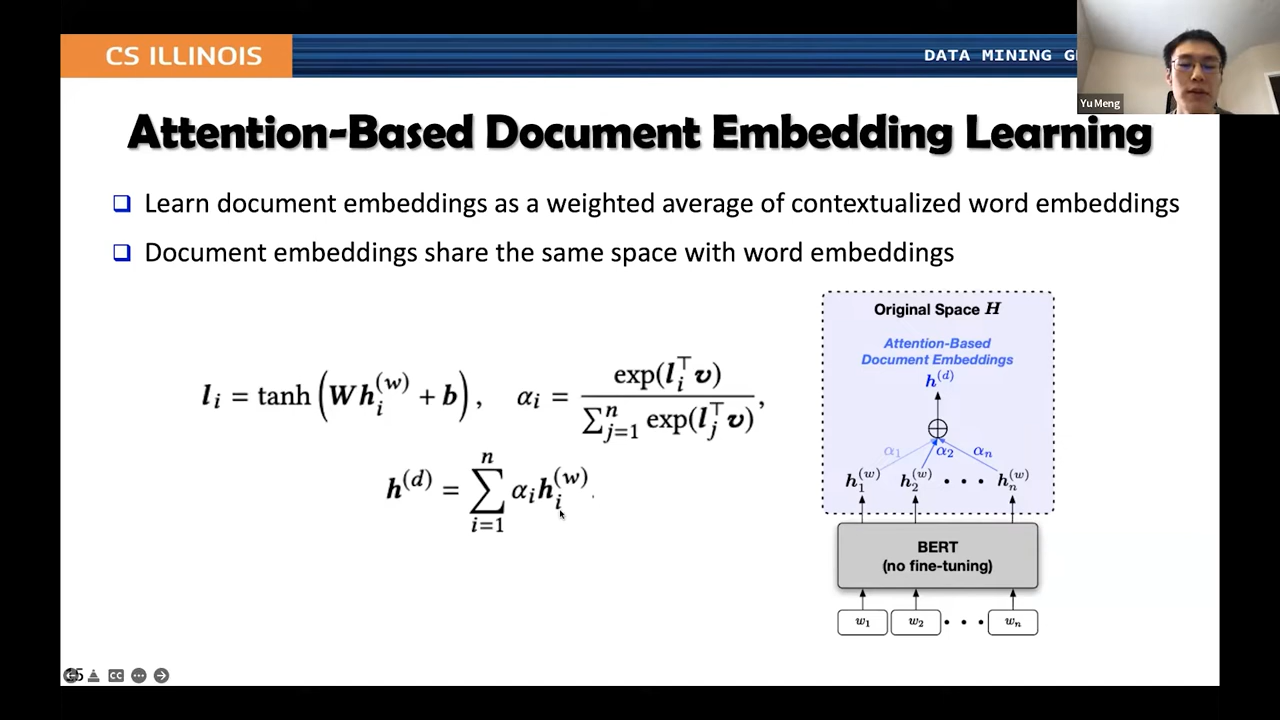 CS ILLINOIS
DATA MINING G
Yu Meng
Attention-Based Document Embedding Learning
Learn document embeddings as a weighted average of contextualized word embeddings
Document embeddings share the same space with word embeddings
l_i = tanh(W h_i^{(w)} + b), α_i = exp(l_i^⊤ v) / ∑_{j=1}^{n} exp(l_j^⊤ v),
h^{(d)} = ∑_{i=1}^{n} α_i h_i^{(w)}.
Original Space H
Attention-Based
Document Embeddings
h^{(d)}
⊕
α_1 α_2 α_n
h_1^{(w)} h_2^{(w)} · · · h_n^{(w)}
BERT
(no fine-tuning)
w_1 w_2 · · · w_n
CC